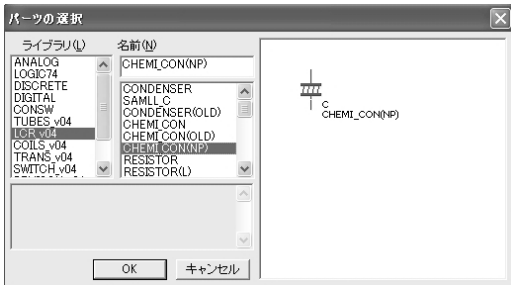 パーツの選択
ライブラリ(L)
ANALOG
LOGIC74
DISCRETE
DIGITAL
CONSW
TUBES_v04
LCR_v04
COILS_v04
TRANS_v04
SWITCH_v04
名前(N)
CHEMI_CON(NP)
CONDENSER
SAMLL_C
CONDENSER(OLD)
CHEMI_CON
CHEMI_CON(OLD)
CHEMI_CON(NP)
RESISTOR
RESISTOR(L)
C
CHEMI_CON(NP)
OK
キャンセル